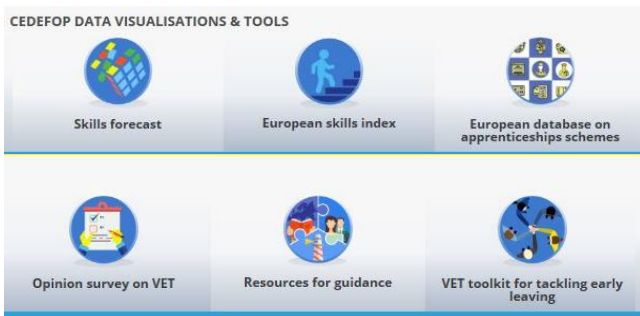 CEDEFOP DATA VISUALISATIONS & TOOLS
Skills forecast
European skills index
European database on
apprenticeships schemes
Opinion survey on VET
Resources for guidance
VET toolkit for tackling early
leaving